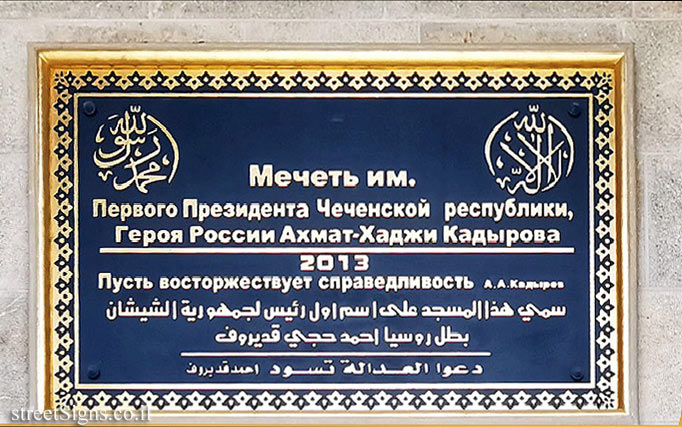 محمد رسول الله
لا إله إلا الله
Мечеть им.
Первого Президента Чеченской республики,
Героя России Ахмат-Хаджи Кадырова
2013
Пусть восторжествует справедливость А.А.Кадыров
سمي هذا المسجد على اسم اول رئيس لجمهورية الشيشان
بطل روسيا احمد حجي قديروف
دعوا العدالة تسود احمد قديروف
streetSigns.co.il